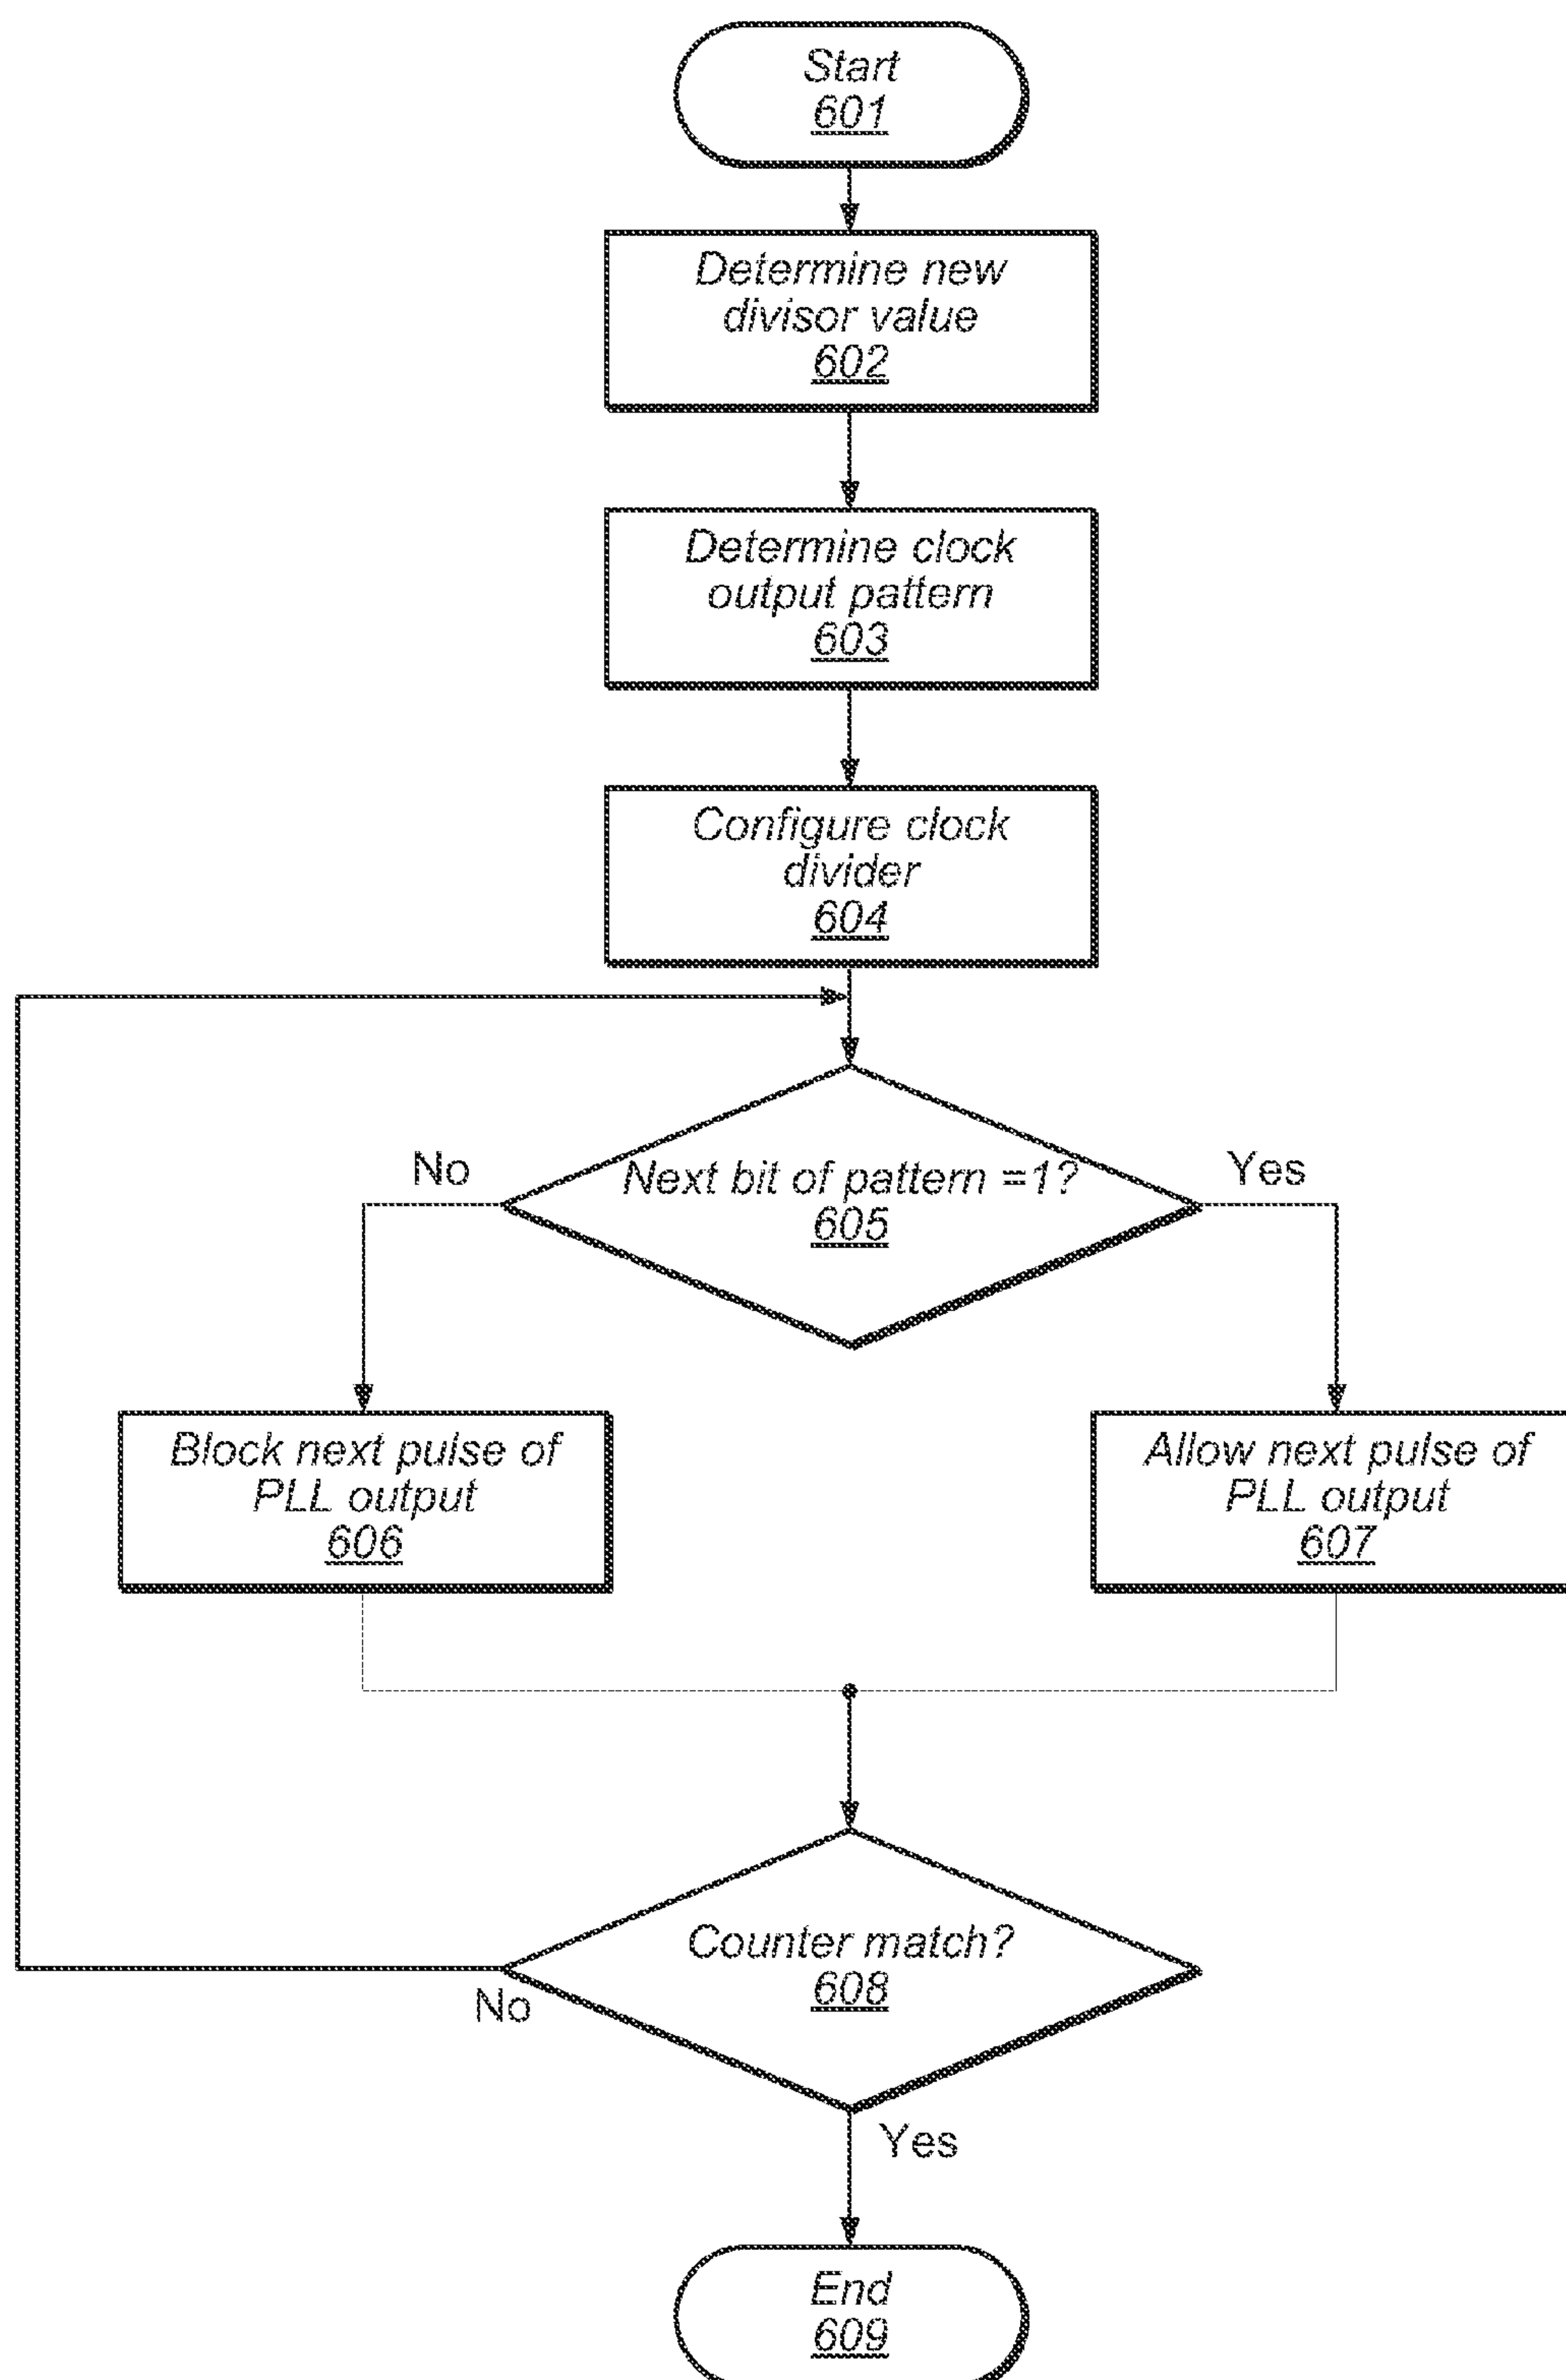 Start
601
Determine new
divisor value
602
Determine clock
output pattern
603
Configure clock
divider
604
No
Next bit of pattern =1?
605
Yes
Block next pulse of
PLL output
606
Allow next pulse of
PLL output
607
Counter match?
608
No
Yes
End
609